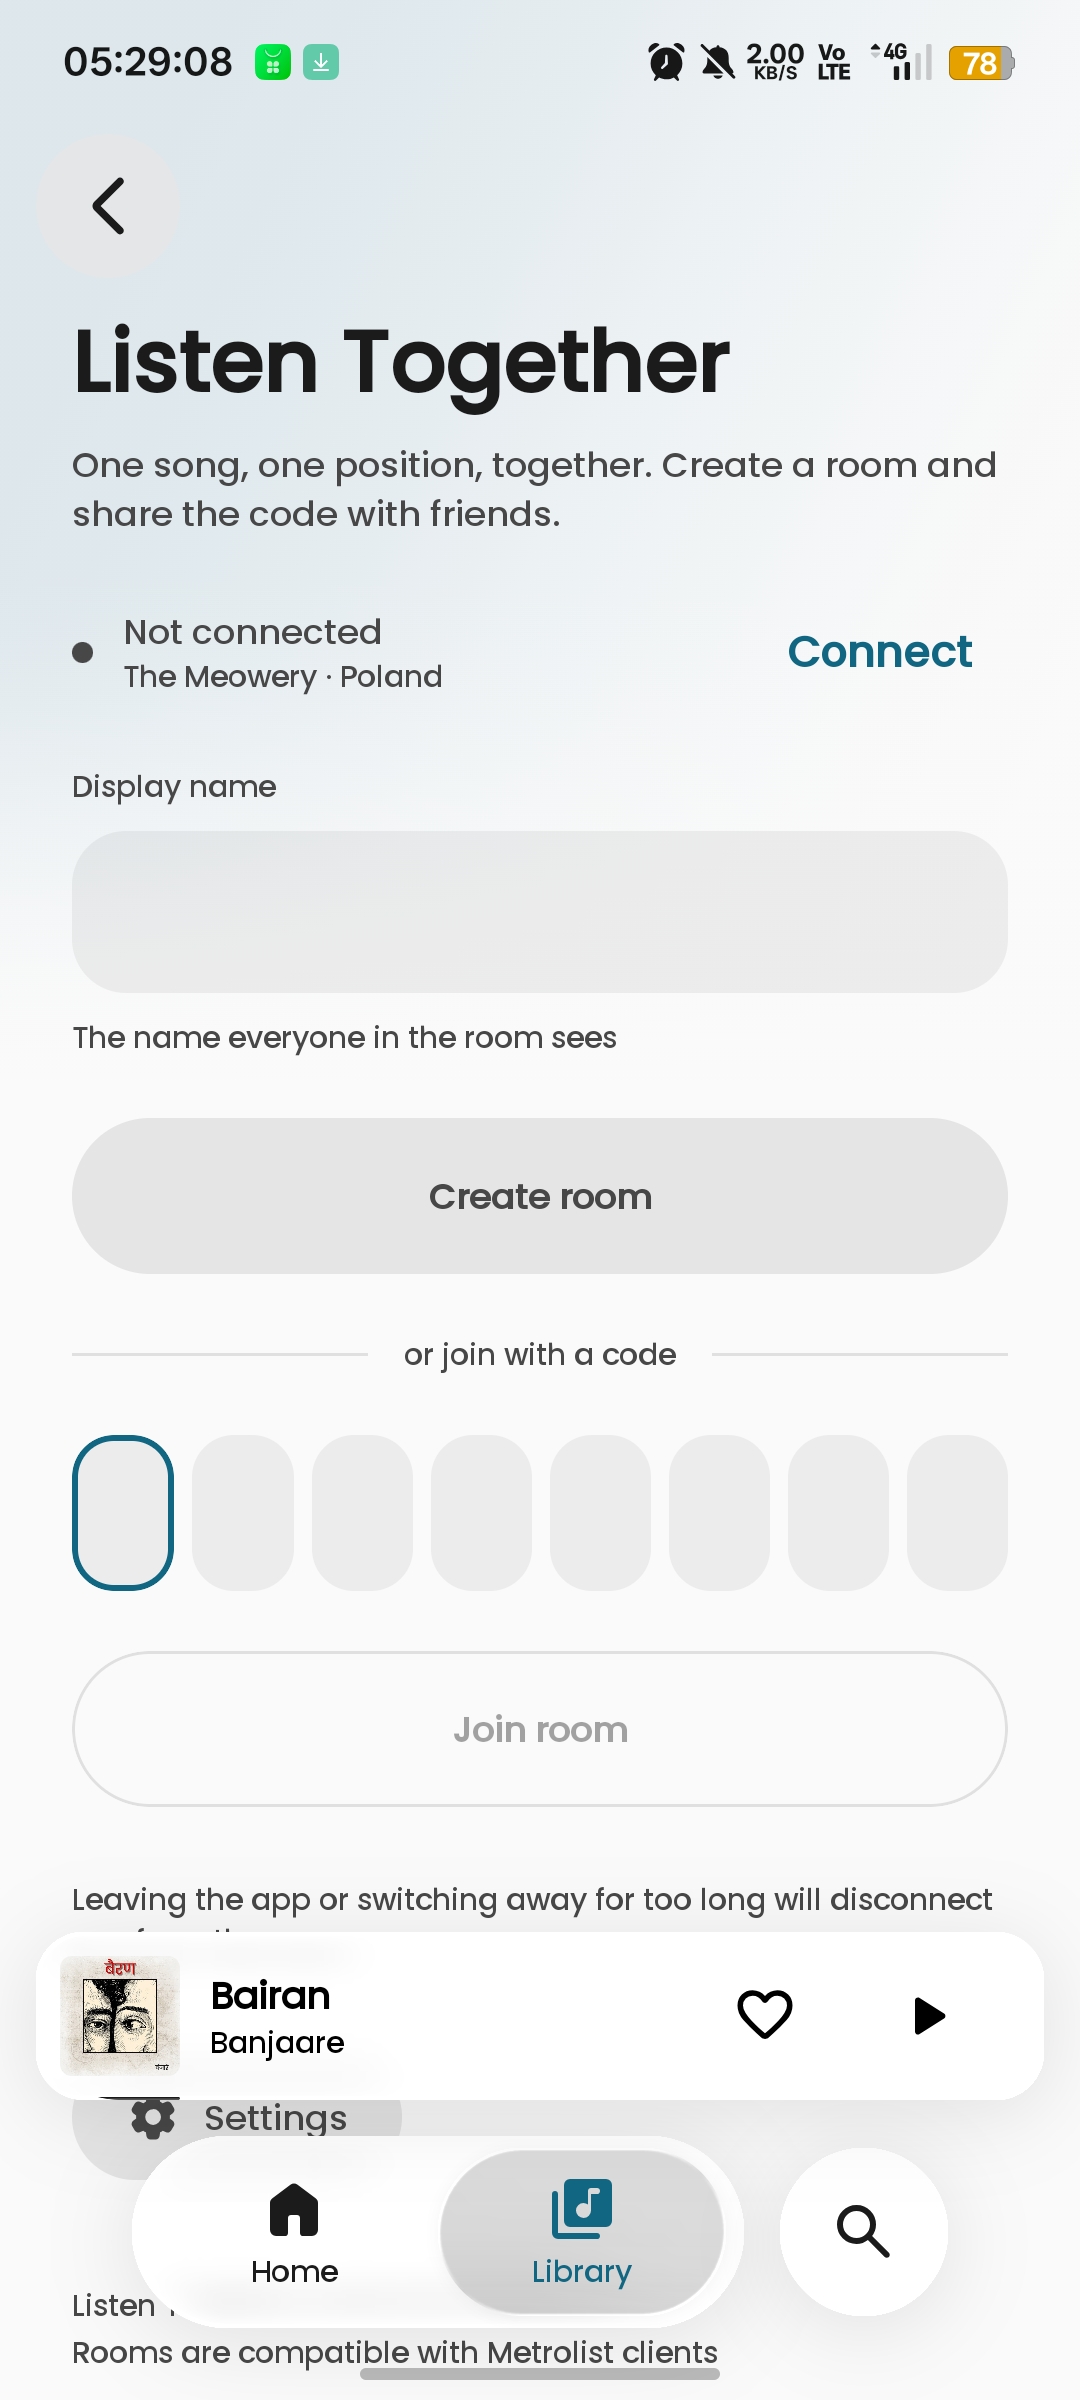 05:29:08
2.00 KB/S Vo LTE 4G 78
Listen Together
One song, one position, together. Create a room and
share the code with friends.
Not connected
The Meowery · Poland
Connect
Display name
The name everyone in the room sees
Create room
or join with a code
Join room
Leaving the app or switching away for too long will disconnect
बैरण
Bairan
Banjaare
Settings
Home
Library
Listen
Rooms are compatible with Metrolist clients